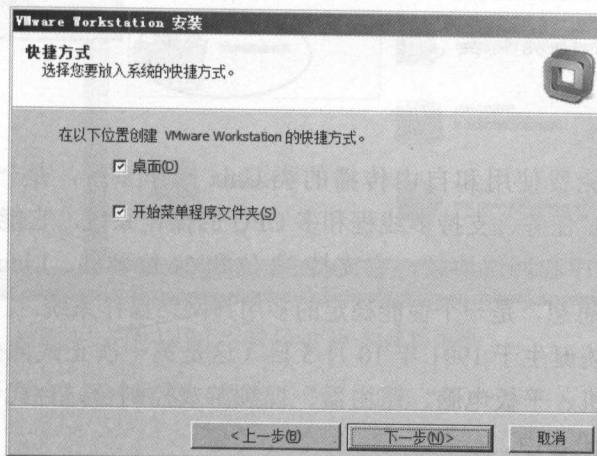 VMware Workstation 安装
快捷方式
选择您要放入系统的快捷方式。
在以下位置创建 VMware Workstation 的快捷方式。
桌面(D)
开始菜单程序文件夹(S)
<上一步(B)
下一步(N)>
取消